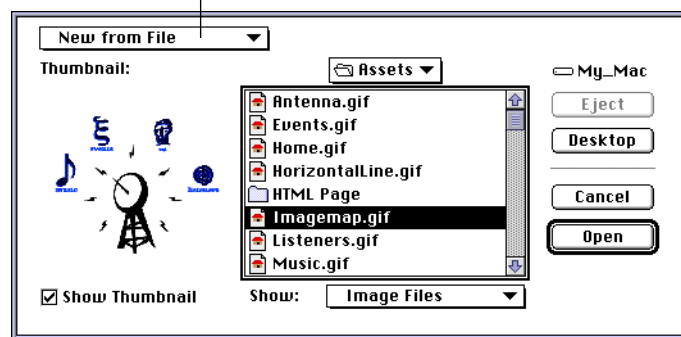 New from File
Thumbnail:
Assets
My_Mac
Antenna.gif
Events.gif
Home.gif
HorizontalLine.gif
HTML Page
Imagemap.gif
Listeners.gif
Music.gif
Eject
Desktop
Cancel
Open
Show Thumbnail
Show:
Image Files